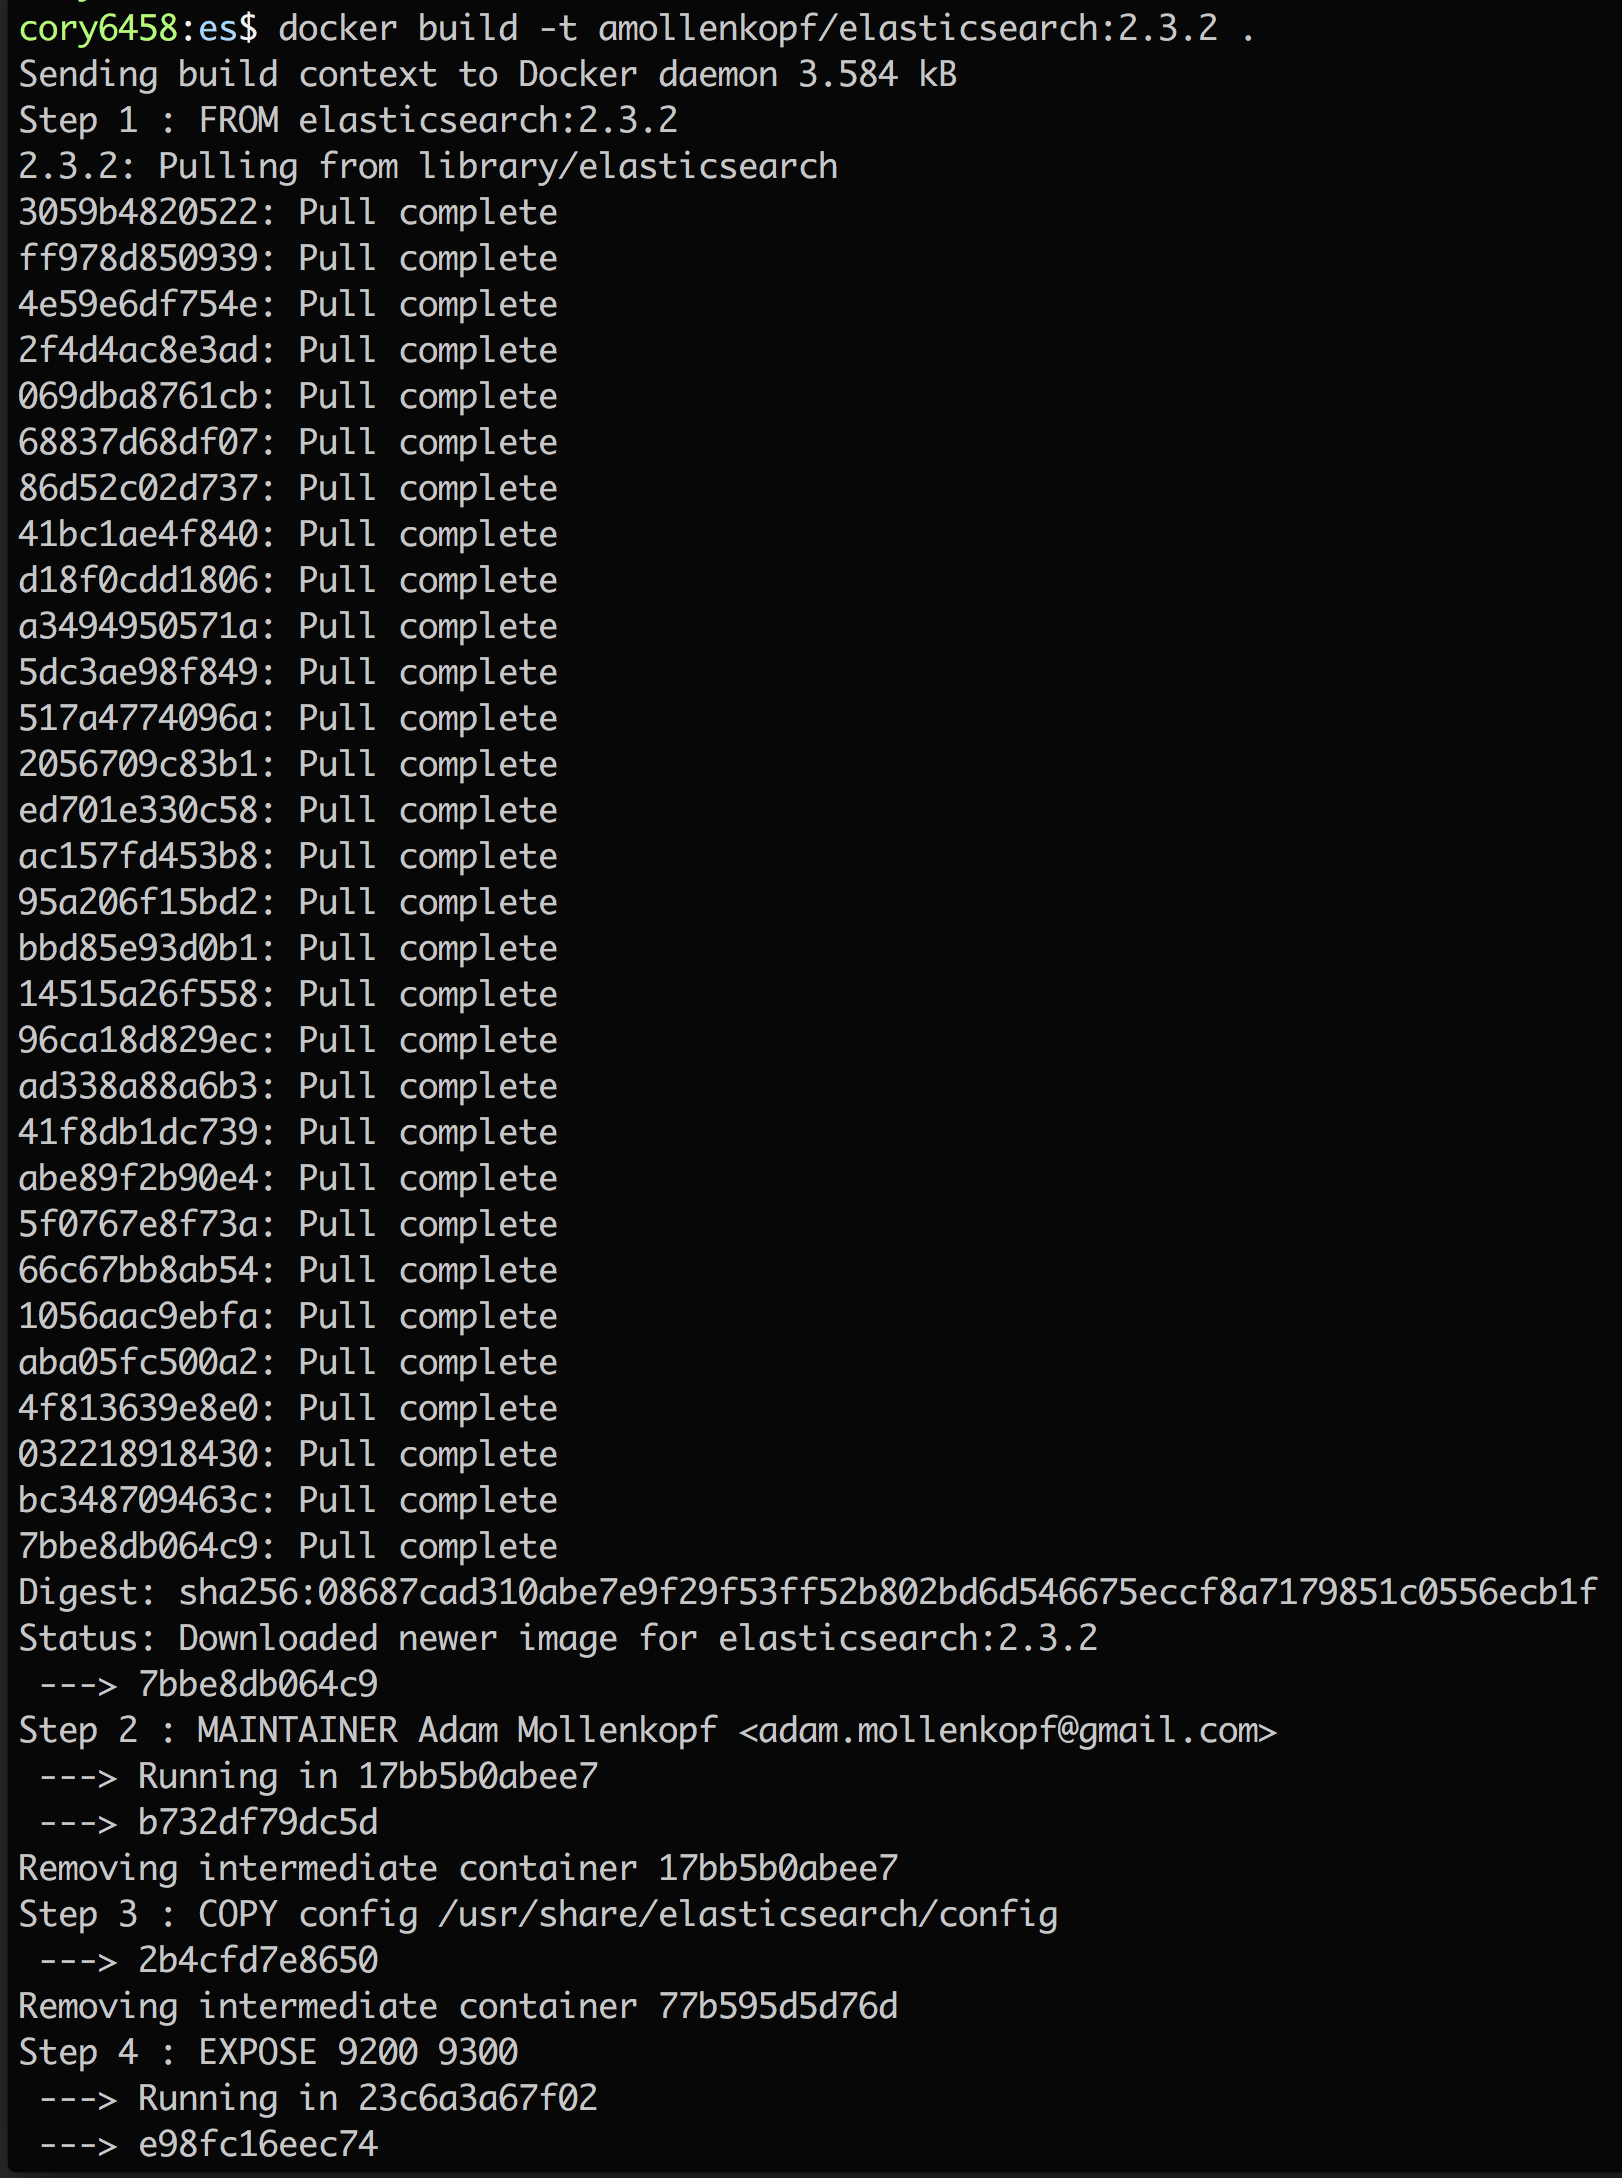 cory6458:es$ docker build -t amollenkopf/elasticsearch:2.3.2 .
Sending build context to Docker daemon 3.584 kB
Step 1 : FROM elasticsearch:2.3.2
2.3.2: Pulling from library/elasticsearch
3059b4820522: Pull complete
ff978d850939: Pull complete
4e59e6df754e: Pull complete
2f4d4ac8e3ad: Pull complete
069dba8761cb: Pull complete
68837d68df07: Pull complete
86d52c02d737: Pull complete
41bc1ae4f840: Pull complete
d18f0cdd1806: Pull complete
a3494950571a: Pull complete
5dc3ae98f849: Pull complete
517a4774096a: Pull complete
2056709c83b1: Pull complete
ed701e330c58: Pull complete
ac157fd453b8: Pull complete
95a206f15bd2: Pull complete
bbd85e93d0b1: Pull complete
14515a26f558: Pull complete
96ca18d829ec: Pull complete
ad338a88a6b3: Pull complete
41f8db1dc739: Pull complete
abe89f2b90e4: Pull complete
5f0767e8f73a: Pull complete
66c67bb8ab54: Pull complete
1056aac9ebfa: Pull complete
aba05fc500a2: Pull complete
4f813639e8e0: Pull complete
032218918430: Pull complete
bc348709463c: Pull complete
7bbe8db064c9: Pull complete
Digest: sha256:08687cad310abe7e9f29f53ff52b802bd6d546675eccf8a7179851c0556ecb1f
Status: Downloaded newer image for elasticsearch:2.3.2
 ---> 7bbe8db064c9
Step 2 : MAINTAINER Adam Mollenkopf <adam.mollenkopf@gmail.com>
 ---> Running in 17bb5b0abee7
 ---> b732df79dc5d
Removing intermediate container 17bb5b0abee7
Step 3 : COPY config /usr/share/elasticsearch/config
 ---> 2b4cfd7e8650
Removing intermediate container 77b595d5d76d
Step 4 : EXPOSE 9200 9300
 ---> Running in 23c6a3a67f02
 ---> e98fc16eec74